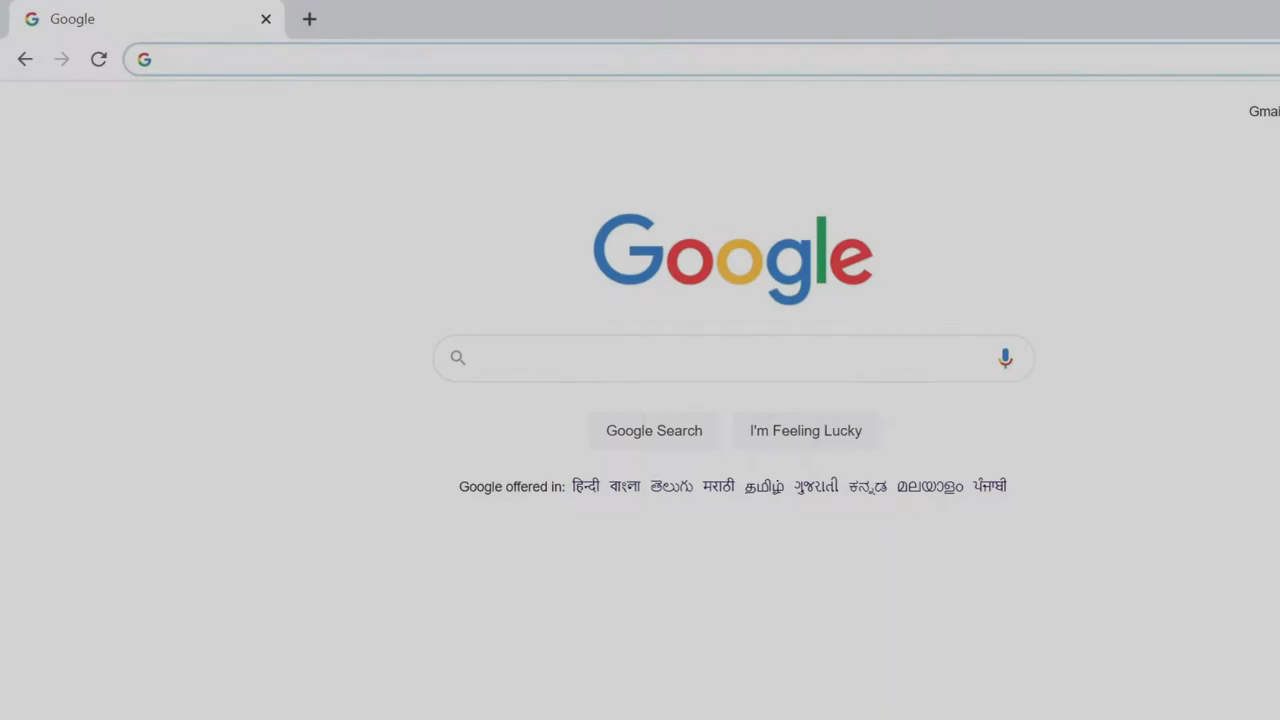 Google
Gmai
Google
Google Search
I'm Feeling Lucky
Google offered in: हिन्दी বাংলা తెలుగు मराठी தமிழ் ગુજરાતી ಕನ್ನಡ മലയാളം ਪੰਜਾਬੀ